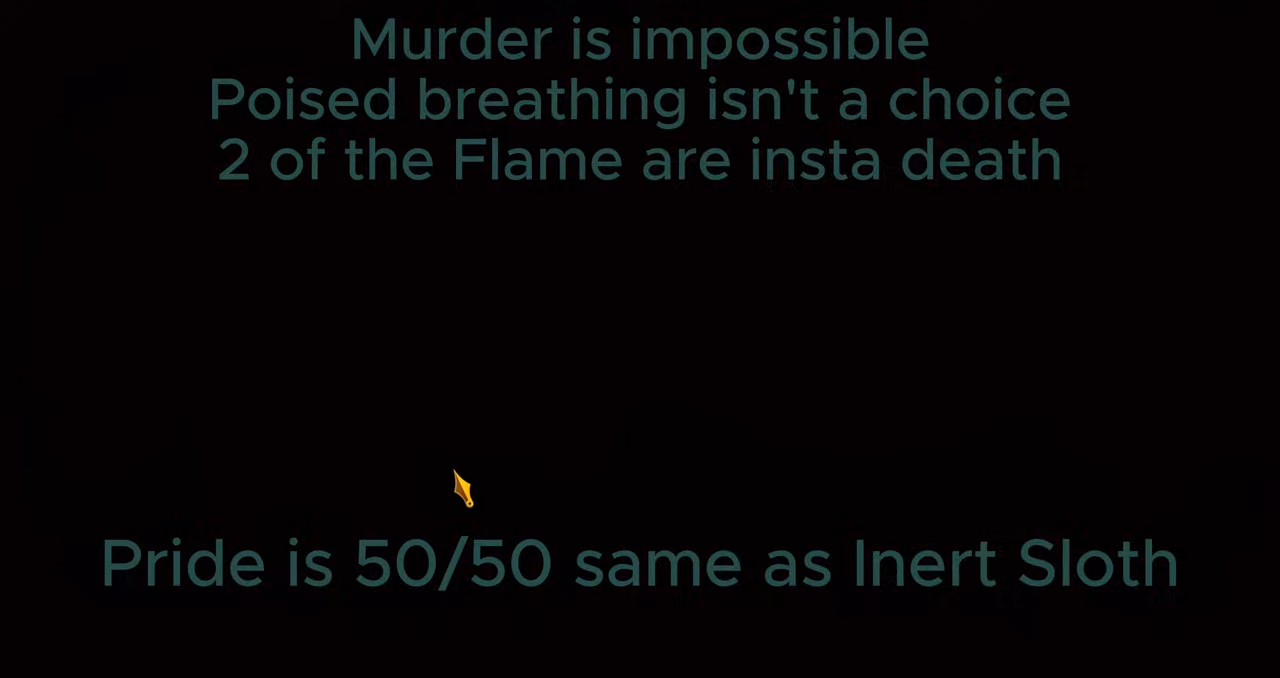 Murder is impossible
Poised breathing isn't a choice
2 of the Flame are insta death
Pride is 50/50 same as Inert Sloth